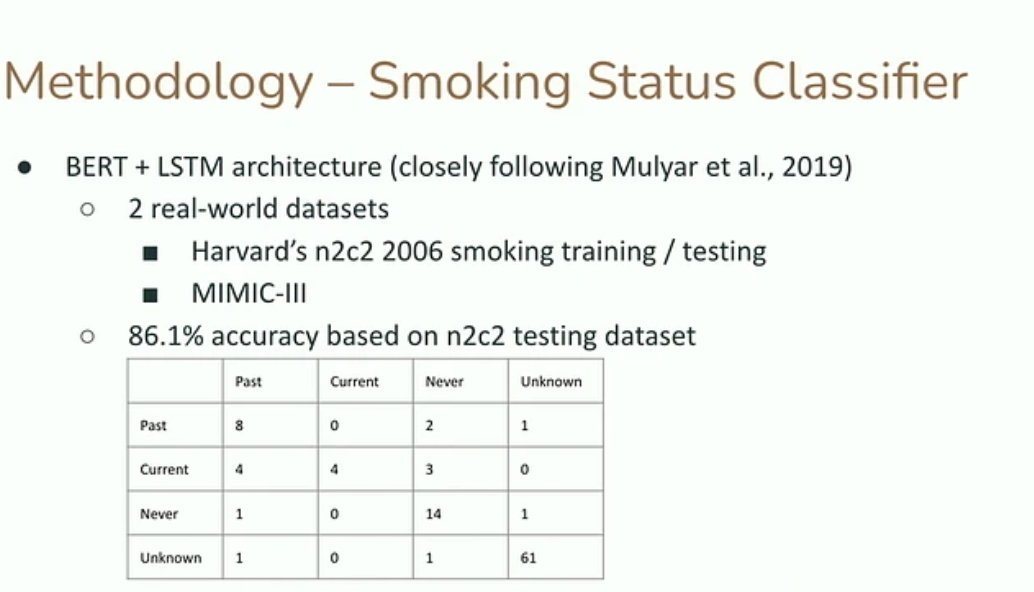 Methodology – Smoking Status Classifier
● BERT + LSTM architecture (closely following Mulyar et al., 2019)
○ 2 real-world datasets
■ Harvard’s n2c2 2006 smoking training / testing
■ MIMIC-III
○ 86.1% accuracy based on n2c2 testing dataset
Past Current Never Unknown
Past 8 0 2 1
Current 4 4 3 0
Never 1 0 14 1
Unknown 1 0 1 61